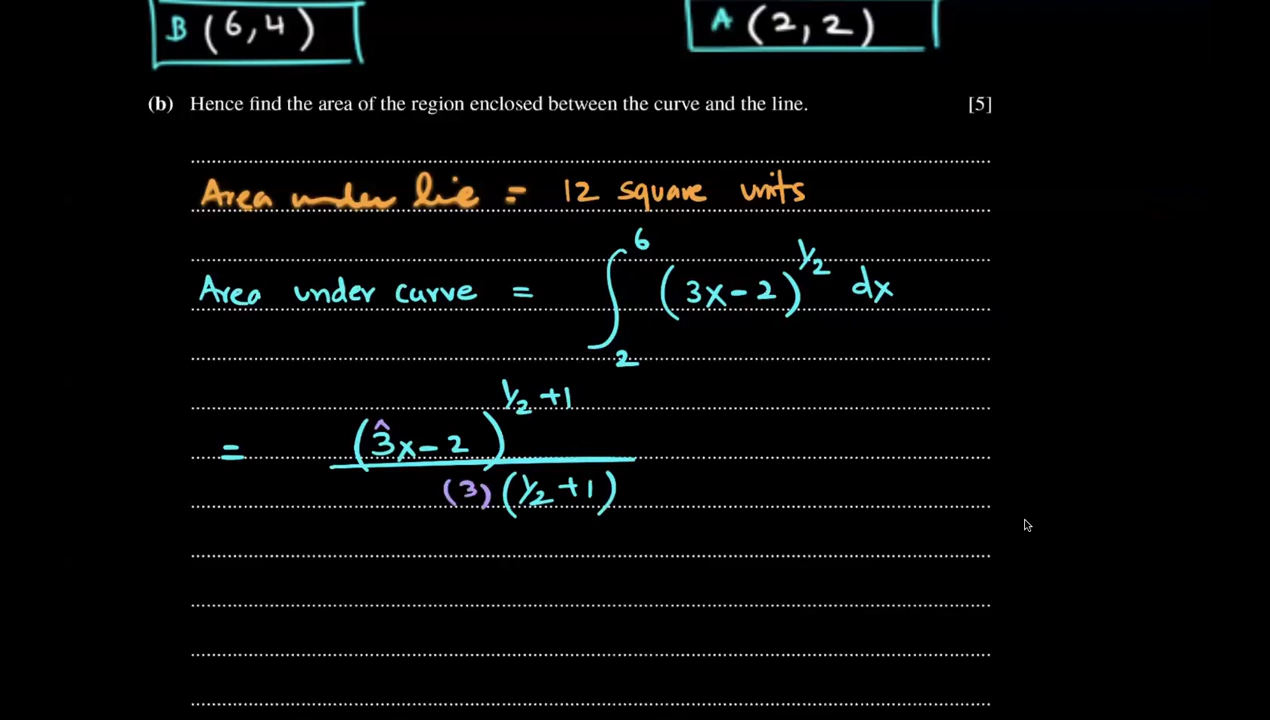 B (6,4) A (2,2)
(b) Hence find the area of the region enclosed between the curve and the line. [5]
Area under lie = 12 square units
Area under curve = ∫₂⁶ (3x-2)^(1/2) dx
= (3x-2)^(1/2 +1) / (3)(1/2 +1)